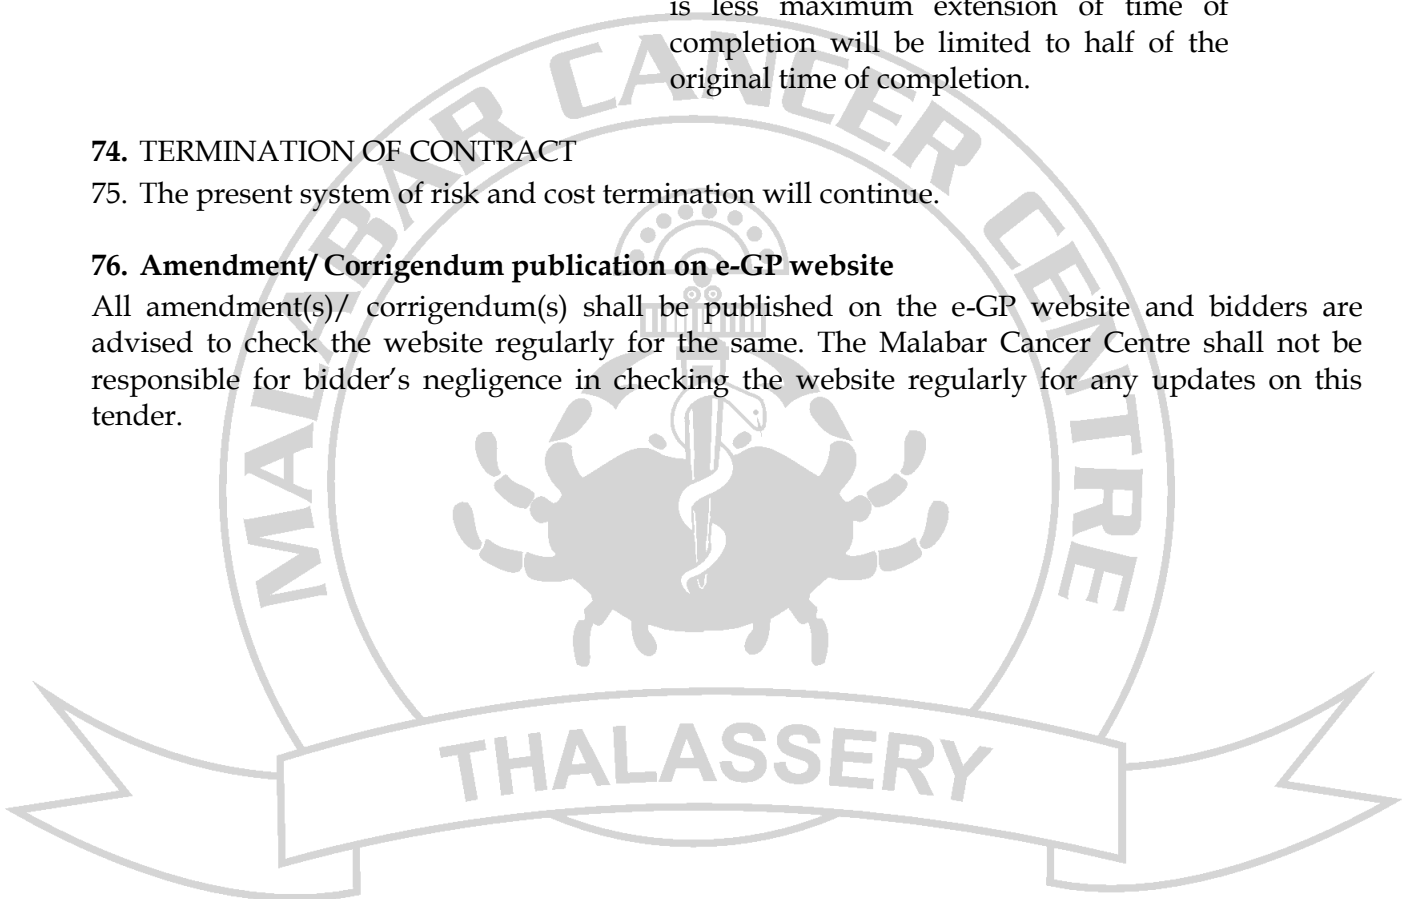 is less maximum extension of time of
completion will be limited to half of the
original time of completion.
74. TERMINATION OF CONTRACT
75. The present system of risk and cost termination will continue.
76. Amendment/ Corrigendum publication on e-GP website
All amendment(s)/ corrigendum(s) shall be published on the e-GP website and bidders are
advised to check the website regularly for the same. The Malabar Cancer Centre shall not be
responsible for bidder’s negligence in checking the website regularly for any updates on this
tender.
MALABAR CANCER CENTRE
THALASSERY